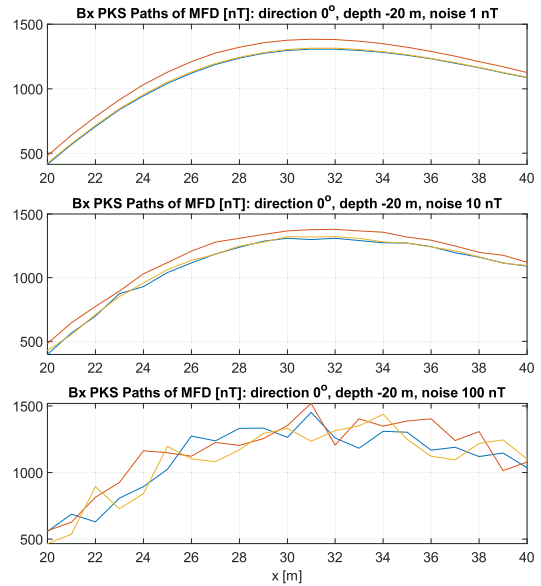 Bx PKS Paths of MFD [nT]: direction 0°, depth -20 m, noise 1 nT
1500
1000
500
20 22 24 26 28 30 32 34 36 38 40
Bx PKS Paths of MFD [nT]: direction 0°, depth -20 m, noise 10 nT
1500
1000
500
20 22 24 26 28 30 32 34 36 38 40
Bx PKS Paths of MFD [nT]: direction 0°, depth -20 m, noise 100 nT
1500
1000
500
20 22 24 26 28 30 32 34 36 38 40
x [m]